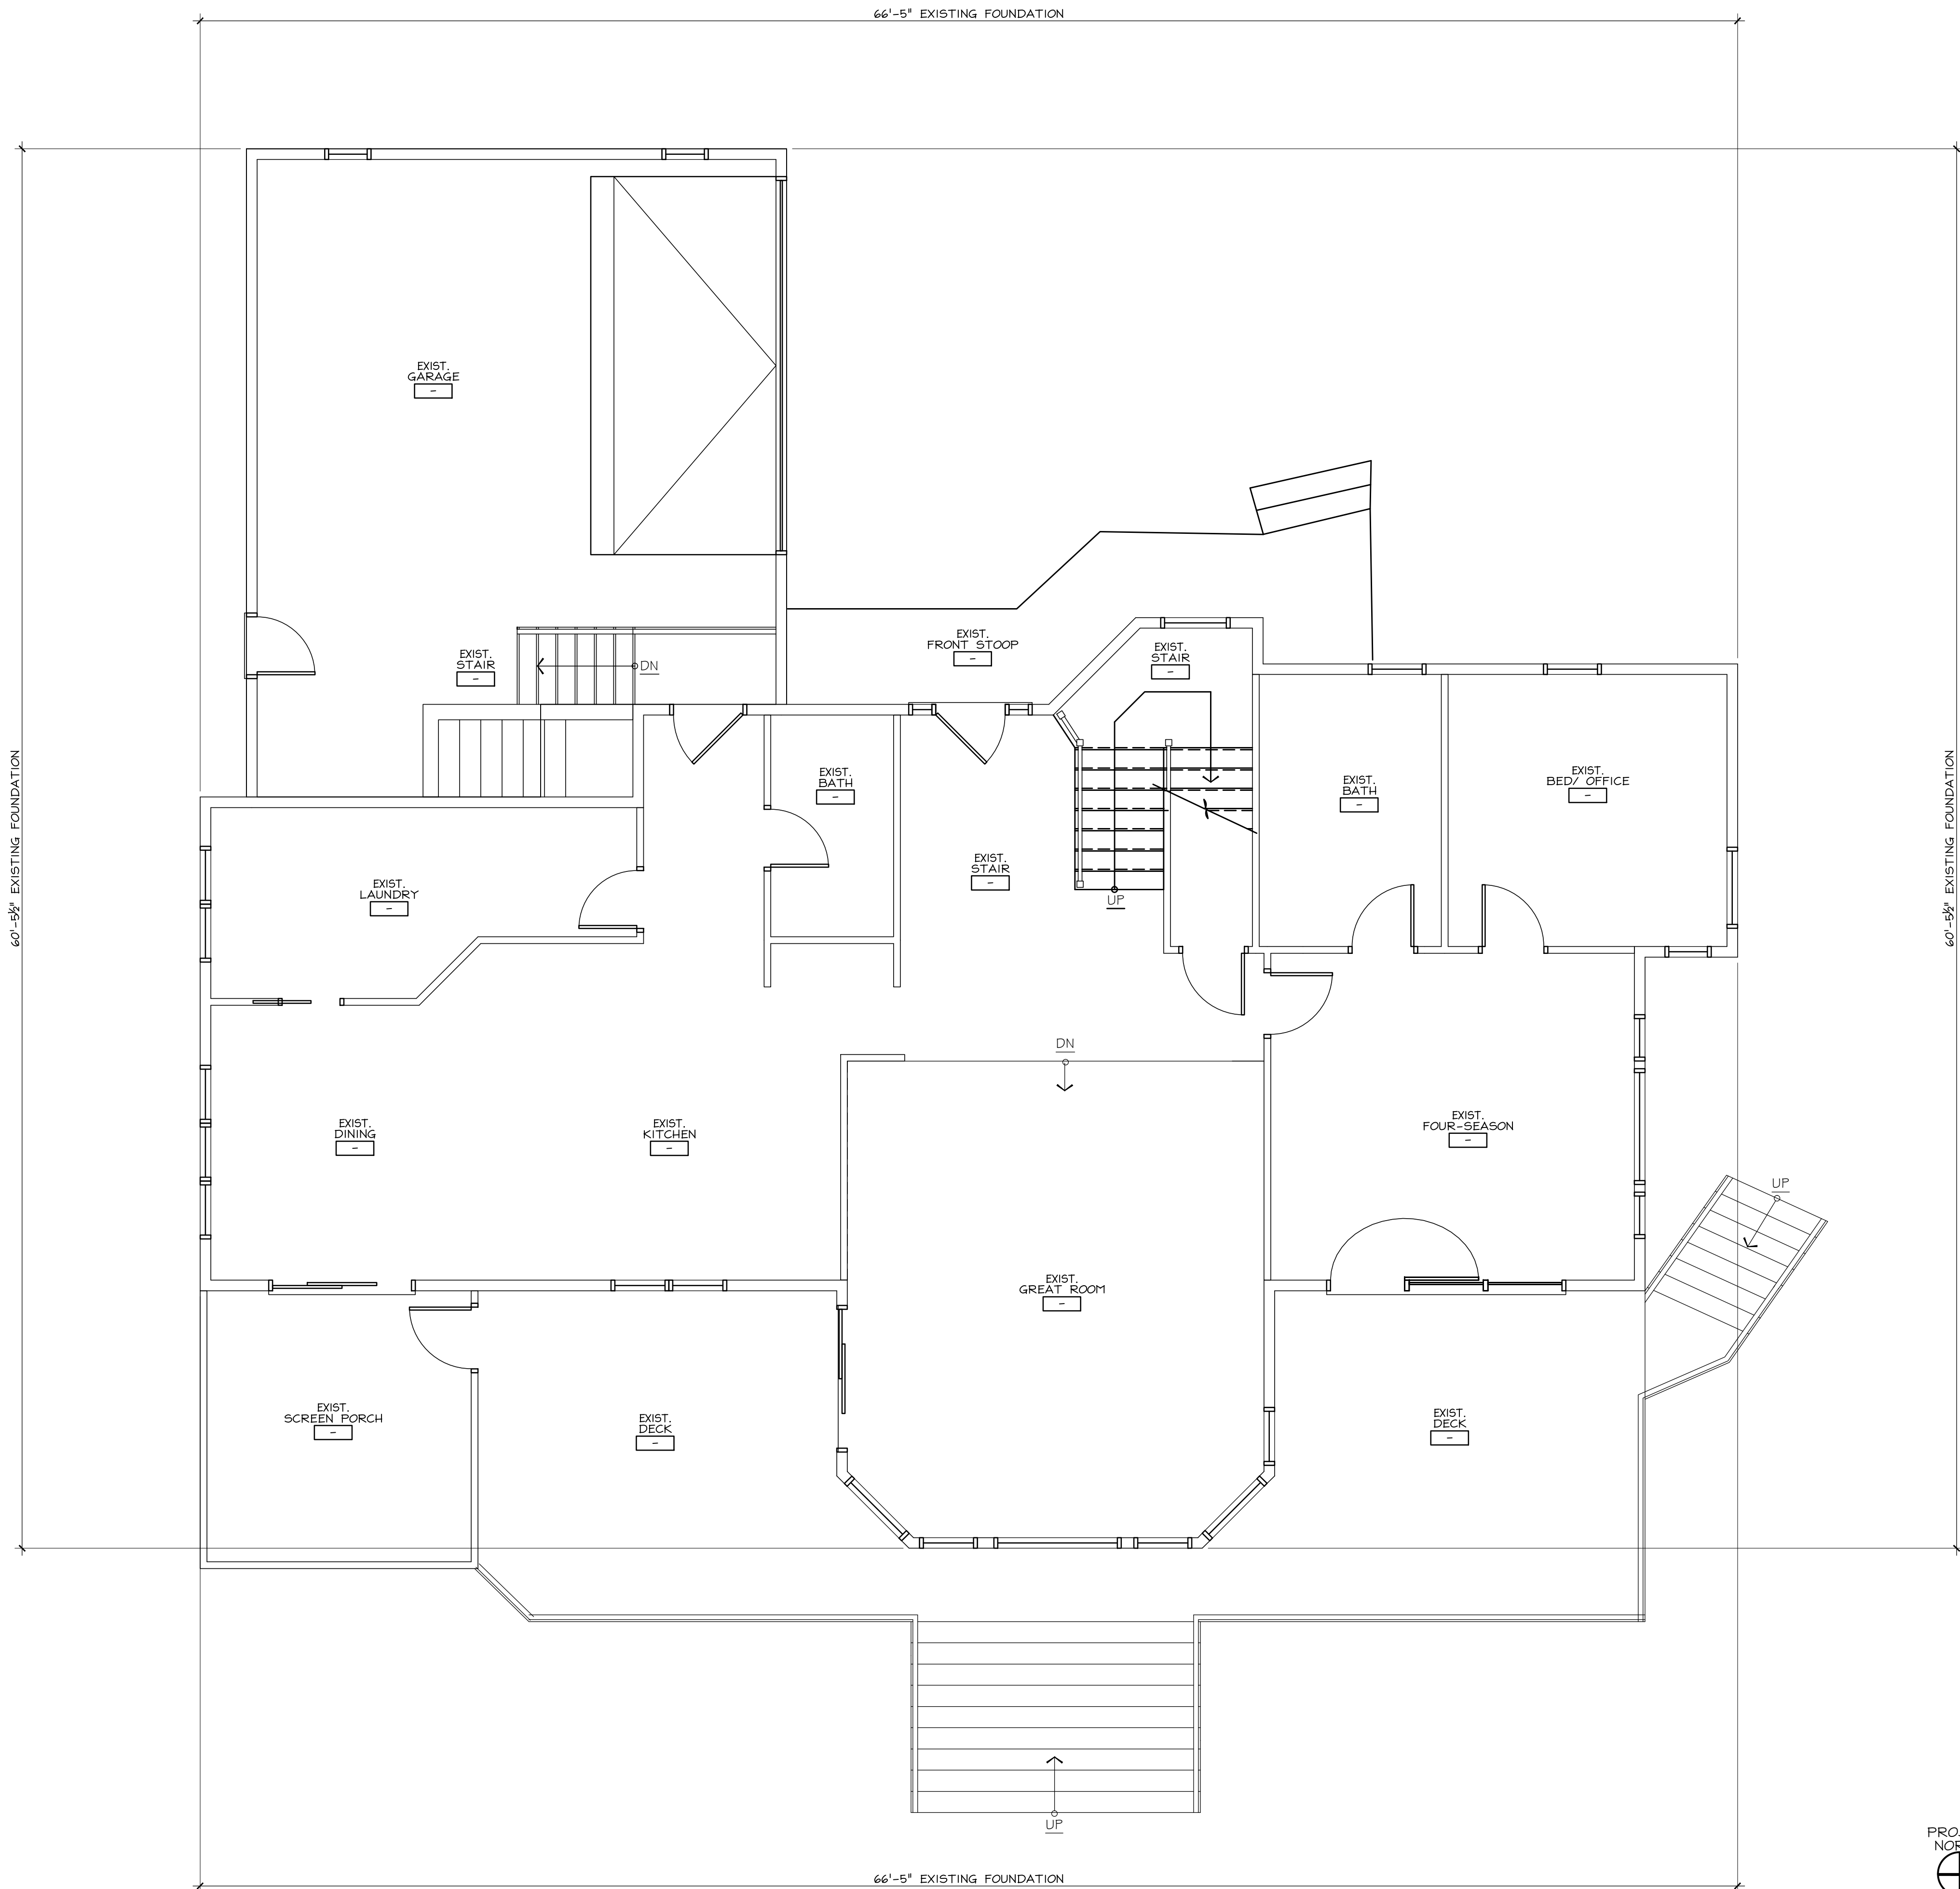 66'-5" EXISTING FOUNDATION
EXIST.
GARAGE
-
EXIST.
STAIR
-
DN
EXIST.
FRONT STOOP
-
EXIST.
STAIR
-
60'-5½" EXISTING FOUNDATION
60'-5½" EXISTING FOUNDATION
EXIST.
BATH
-
EXIST.
BATH
-
EXIST.
BED/ OFFICE
-
EXIST.
LAUNDRY
-
EXIST.
STAIR
-
UP
DN
EXIST.
DINING
-
EXIST.
KITCHEN
-
EXIST.
FOUR-SEASON
-
UP
EXIST.
GREAT ROOM
-
EXIST.
SCREEN PORCH
-
EXIST.
DECK
-
EXIST.
DECK
-
UP
66'-5" EXISTING FOUNDATION